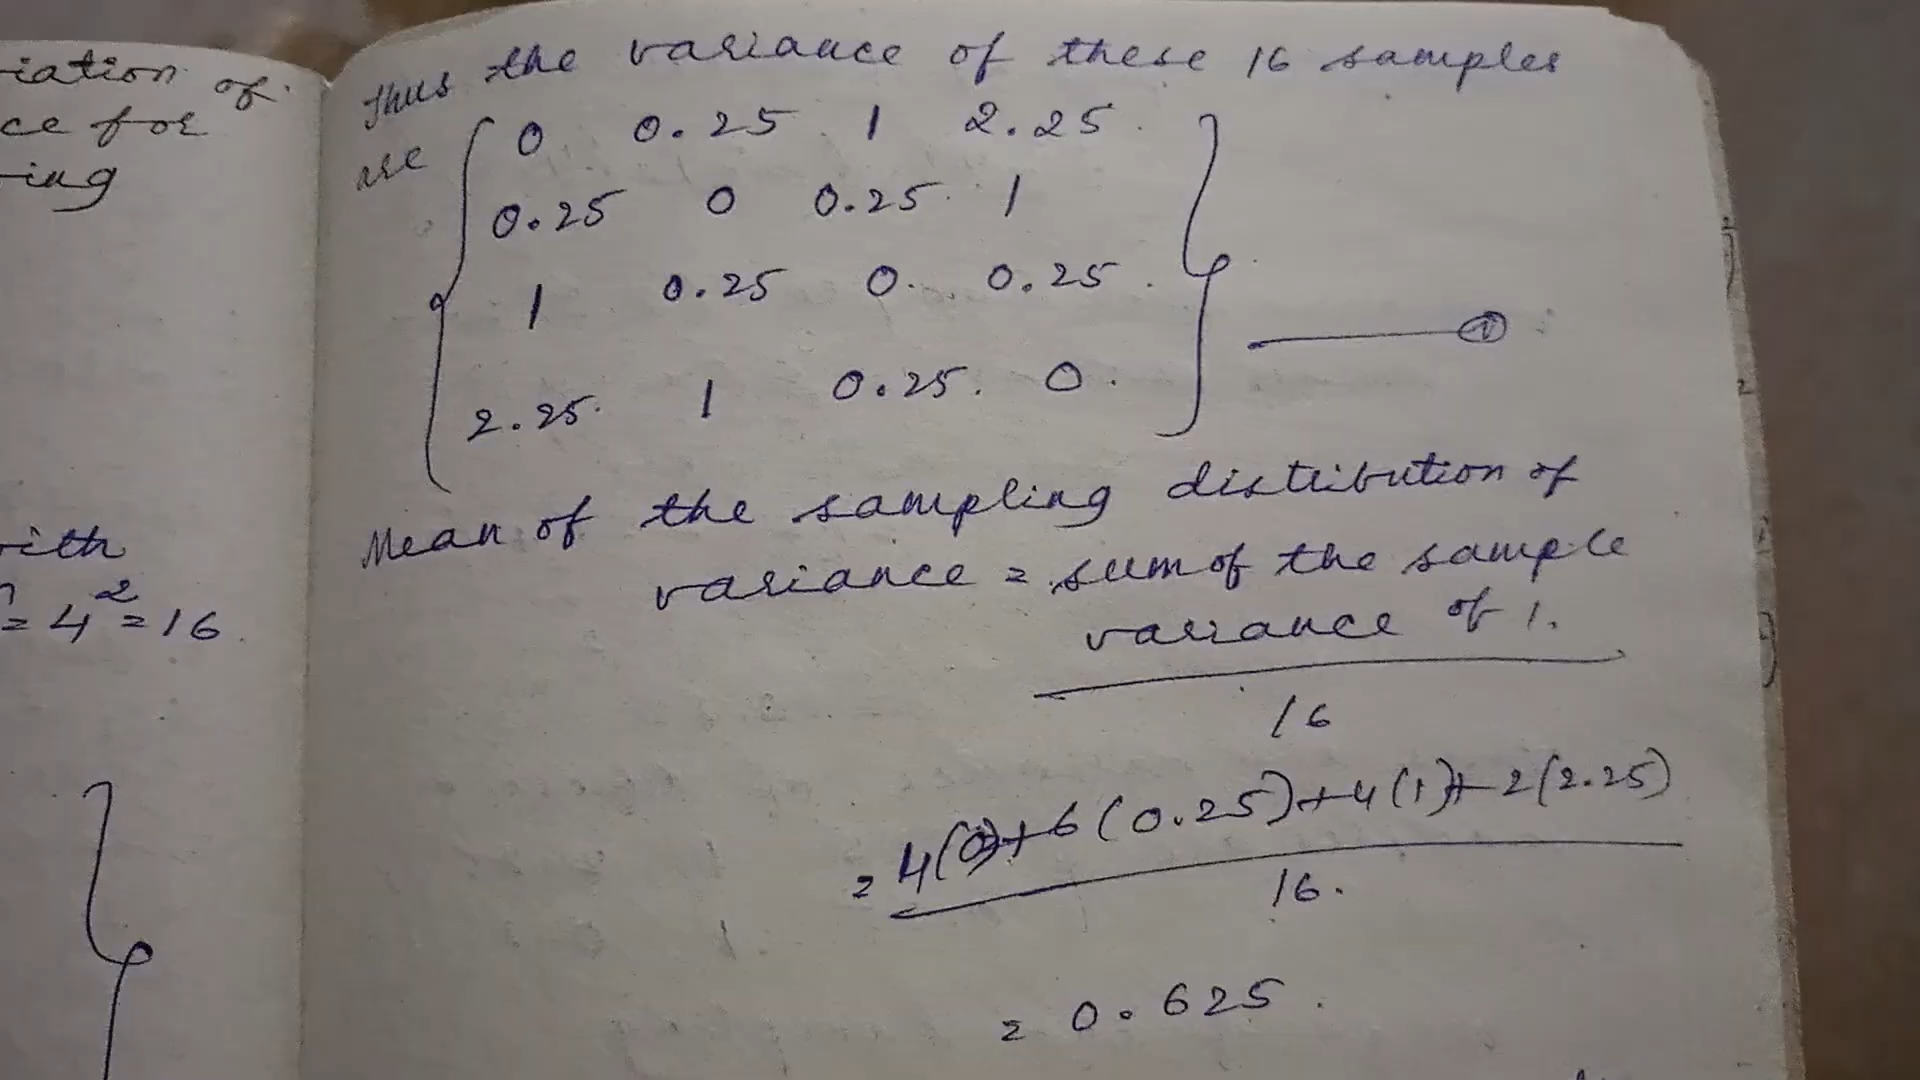 iation of
ce for
ing
with
= 4² = 16.
Thus the variance of these 16 samples
are
0 0.25 1 2.25.
0.25 0 0.25. 1
1 0.25 0. 0.25.
2.25. 1 0.25. 0.
1
Mean of the sampling distribution of
variance = sum of the sample
variance of 1.
16
= 4(0)+6(0.25)+4(1)+2(2.25)
16.
= 0.625.